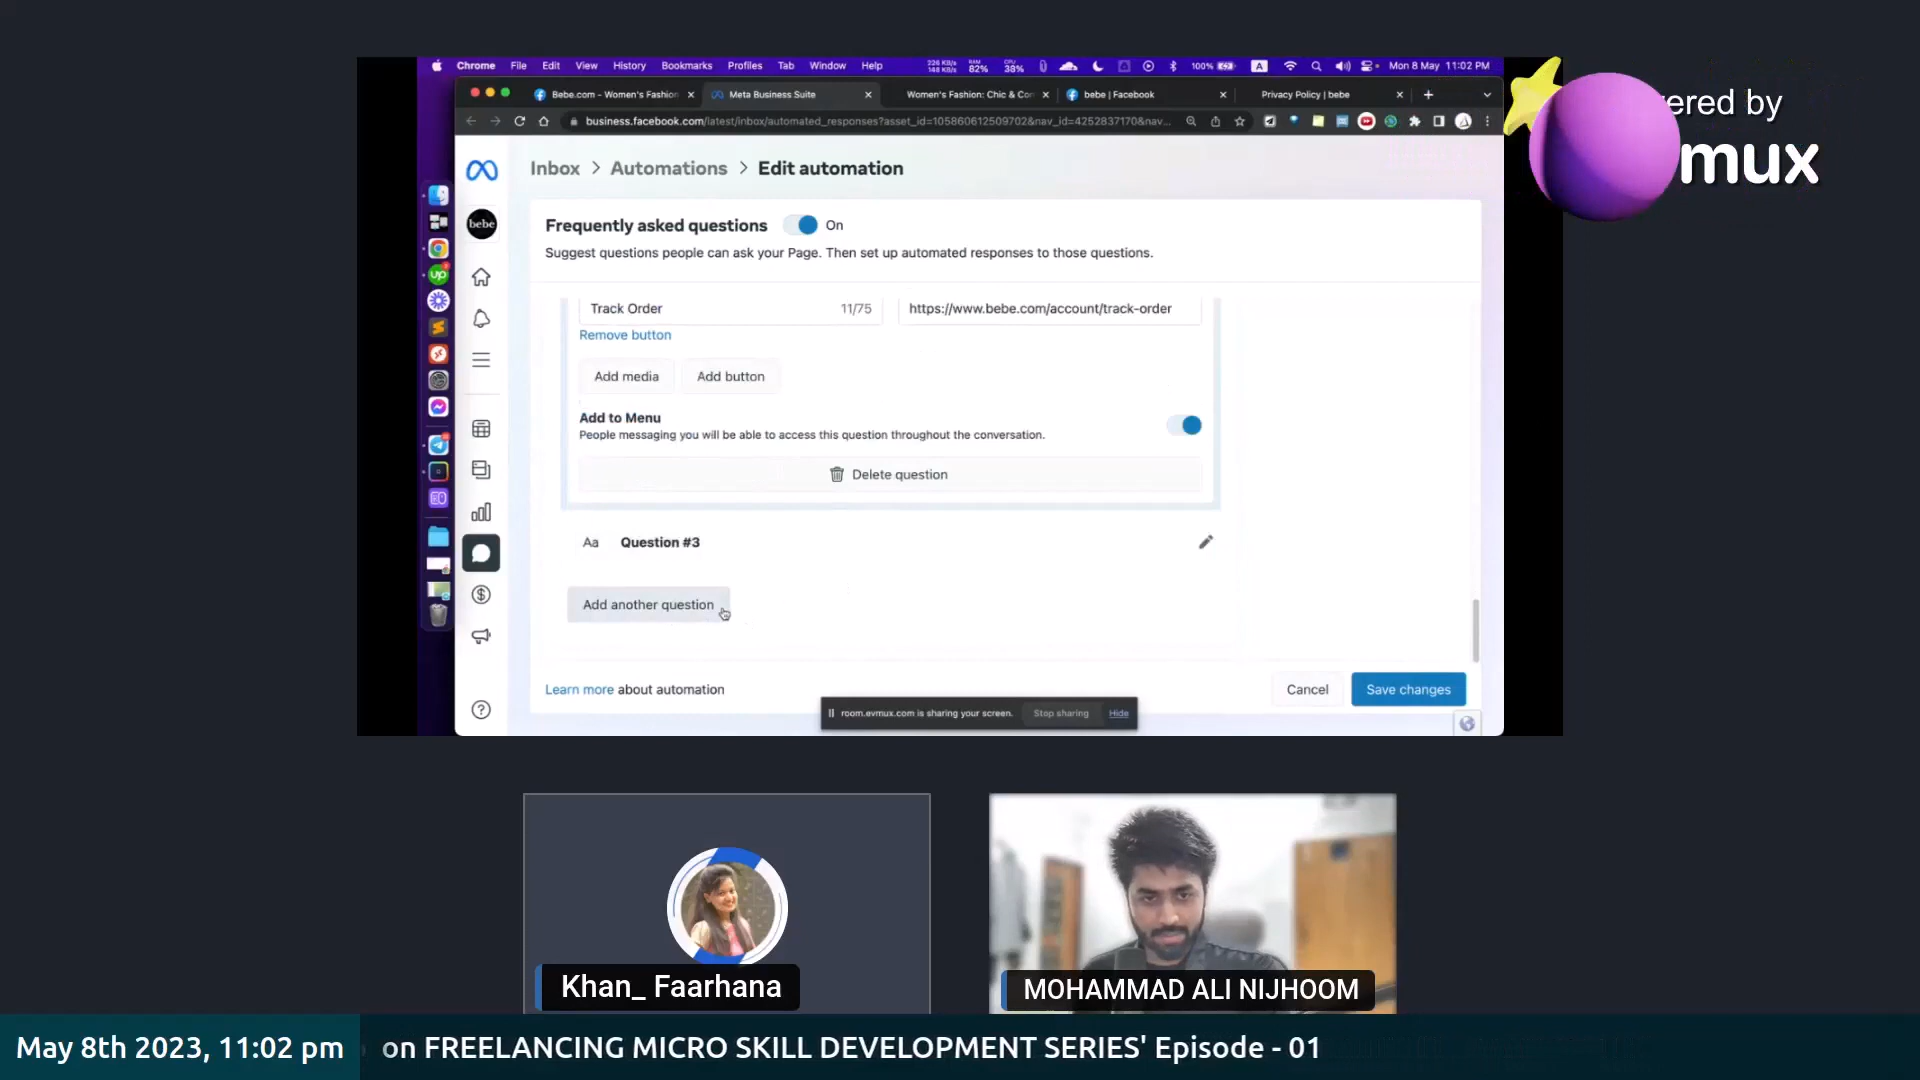 Chrome File Edit View History Bookmarks Profiles Tab Window Help 82% 38% 100% A Mon 8 May 11:02 PM
Bebe.com - Women's Fashion
Meta Business Suite
Women's Fashion: Chic & Con
bebe | Facebook
Privacy Policy | bebe
business.facebook.com/latest/inbox/automated_responses?asset_id=105860612509702&nav_id=4252837170&nav...
ered by
mux
Inbox > Automations > Edit automation
bebe
up
Frequently asked questions On
Suggest questions people can ask your Page. Then set up automated responses to those questions.
Track Order 11/75 https://www.bebe.com/account/track-order
Remove button
Add media Add button
Add to Menu
People messaging you will be able to access this question throughout the conversation.
Delete question
Aa Question #3
Add another question
Learn more about automation
Cancel Save changes
room.evmux.com is sharing your screen. Stop sharing Hide
Khan_ Faarhana
MOHAMMAD ALI NIJHOOM
May 8th 2023, 11:02 pm on FREELANCING MICRO SKILL DEVELOPMENT SERIES' Episode - 01